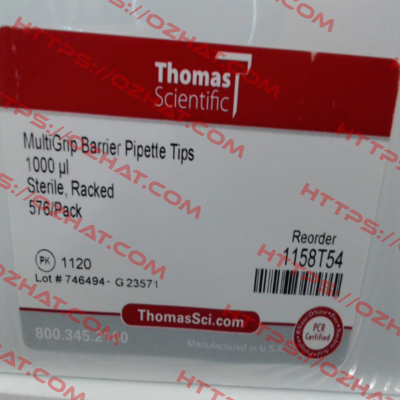 Thomas
Scientific
MultiGrip Barrier Pipette Tips
1000 µl
Sterile, Racked
576/Pack
Reorder
1158T54
PK 1120
Lot # 746494- G23571
ThomasSci.com
800.345.2100
Manufactured in U.S.A
PCR
Certified
HTTPS://OZHAT.COM